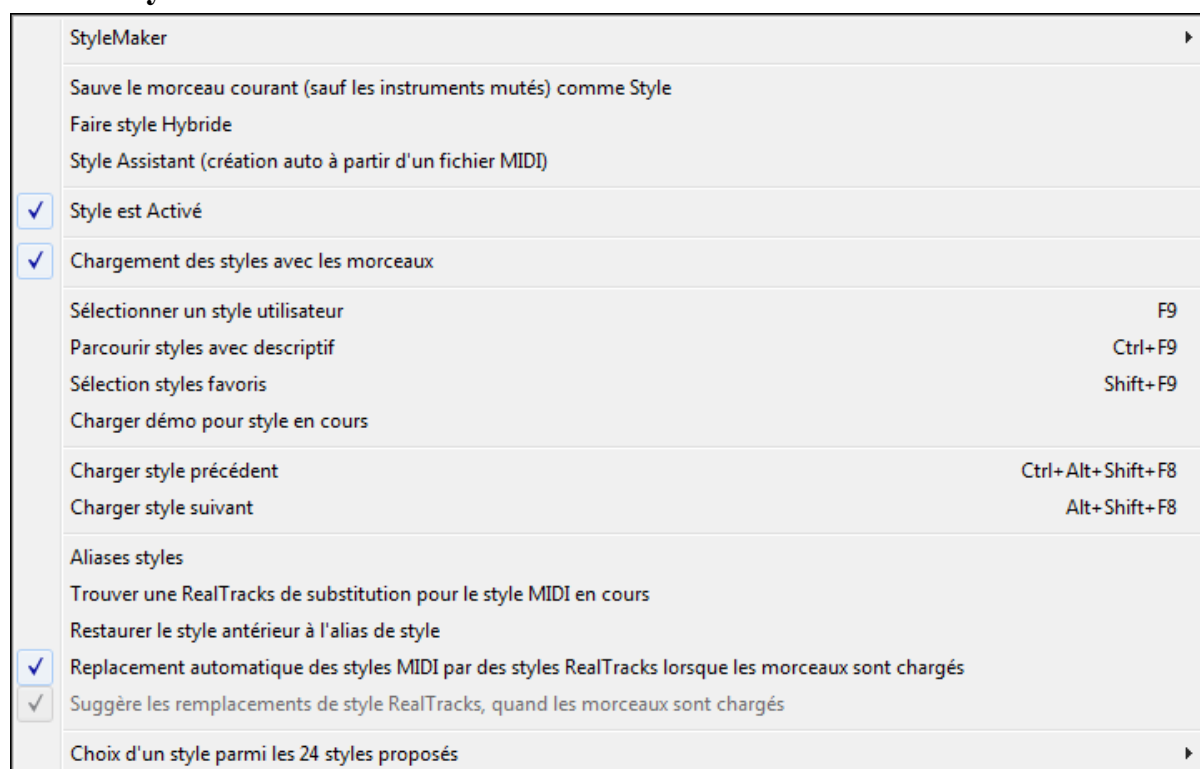 StyleMaker
Sauve le morceau courant (sauf les instruments mutés) comme Style
Faire style Hybride
Style Assistant (création auto à partir d'un fichier MIDI)
Style est Activé
Chargement des styles avec les morceaux
Sélectionner un style utilisateur F9
Parcourir styles avec descriptif Ctrl+F9
Sélection styles favoris Shift+F9
Charger démo pour style en cours
Charger style précédent Ctrl+Alt+Shift+F8
Charger style suivant Alt+Shift+F8
Aliases styles
Trouver une RealTracks de substitution pour le style MIDI en cours
Restaurer le style antérieur à l'alias de style
Replacement automatique des styles MIDI par des styles RealTracks lorsque les morceaux sont chargés
Suggère les remplacements de style RealTracks, quand les morceaux sont chargés
Choix d'un style parmi les 24 styles proposés